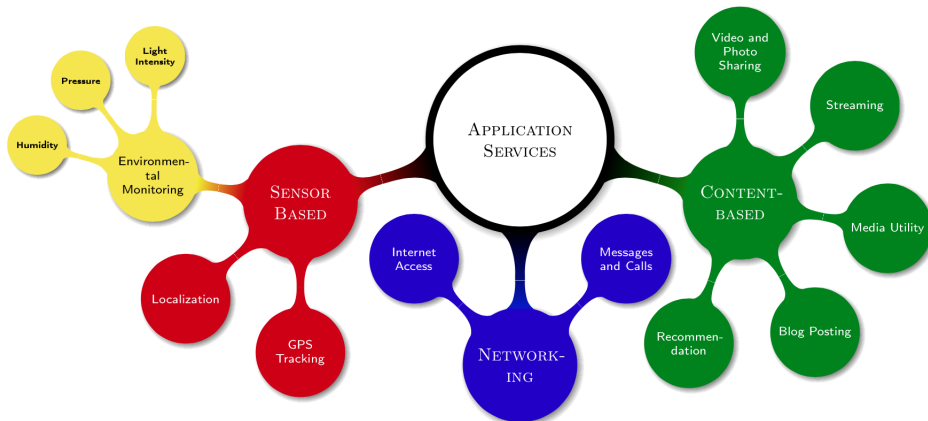 APPLICATION
SERVICES
SENSOR
BASED
Environmen-
tal
Monitoring
Humidity
Pressure
Light
Intensity
Localization
GPS
Tracking
NETWORK-
ING
Internet
Access
Messages
and Calls
CONTENT-
BASED
Video and
Photo
Sharing
Streaming
Media Utility
Blog Posting
Recommen-
dation